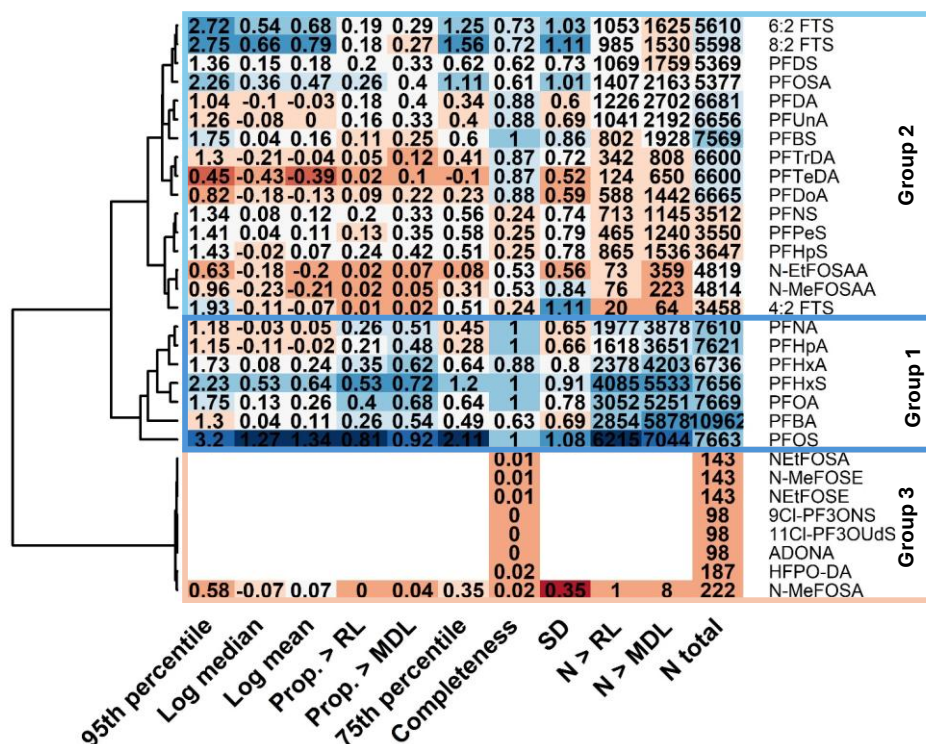 2.72 0.54 0.68 0.19 0.29 1.25 0.73 1.03 1053 1625 5610 6:2 FTS
2.75 0.66 0.79 0.18 0.27 1.56 0.72 1.11 985 1530 5598 8:2 FTS
1.36 0.15 0.18 0.2 0.33 0.62 0.62 0.73 1069 1759 5369 PFDS
2.26 0.36 0.47 0.26 0.4 1.11 0.61 1.01 1407 2163 5377 PFOSA
1.04 -0.1 -0.03 0.18 0.4 0.34 0.88 0.6 1226 2702 6681 PFDA
1.26 -0.08 0 0.16 0.33 0.4 0.88 0.69 1041 2192 6656 PFUnA
1.75 0.04 0.16 0.11 0.25 0.6 1 0.86 802 1928 7569 PFBS
1.3 -0.21 -0.04 0.05 0.12 0.41 0.87 0.72 342 808 6600 PFTrDA
0.45 -0.43 -0.39 0.02 0.1 -0.1 0.87 0.52 124 650 6600 PFTeDA
0.82 -0.18 -0.13 0.09 0.22 0.23 0.88 0.59 588 1442 6665 PFDoA
1.34 0.08 0.12 0.2 0.33 0.56 0.24 0.74 713 1145 3512 PFNS
1.41 0.04 0.11 0.13 0.35 0.58 0.25 0.79 465 1240 3550 PFPeS
1.43 -0.02 0.07 0.24 0.42 0.51 0.25 0.78 865 1536 3647 PFHpS
0.63 -0.18 -0.2 0.02 0.07 0.08 0.53 0.56 73 359 4819 N-EtFOSAA
0.96 -0.23 -0.21 0.02 0.05 0.31 0.53 0.84 76 223 4814 N-MeFOSAA
1.93 -0.11 -0.07 0.01 0.02 0.51 0.24 1.11 20 64 3458 4:2 FTS
Group 2
1.18 -0.03 0.05 0.26 0.51 0.45 1 0.65 1977 3878 7610 PFNA
1.15 -0.11 -0.02 0.21 0.48 0.28 1 0.66 1618 3651 7621 PFHpA
1.73 0.08 0.24 0.35 0.62 0.64 0.88 0.8 2378 4203 6736 PFHxA
2.23 0.53 0.64 0.53 0.72 1.2 1 0.91 4085 5533 7656 PFHxS
1.75 0.13 0.26 0.4 0.68 0.64 1 0.78 3052 5251 7669 PFOA
1.3 0.04 0.11 0.26 0.54 0.49 0.63 0.69 2854 5878 10962 PFBA
3.2 1.27 1.34 0.81 0.92 2.11 1 1.08 6215 7044 7663 PFOS
Group 1
0.01 143 NEtFOSA
0.01 143 N-MeFOSE
0.01 143 NEtFOSE
0 98 9Cl-PF3ONS
0 98 11Cl-PF3OUdS
0 98 ADONA
0.02 187 HFPO-DA
0.58 -0.07 0.07 0 0.04 0.35 0.02 0.35 1 8 222 N-MeFOSA
Group 3
95th percentile
Log median
Log mean
Prop. > RL
Prop. > MDL
75th percentile
Completeness
SD
N > RL
N > MDL
N total